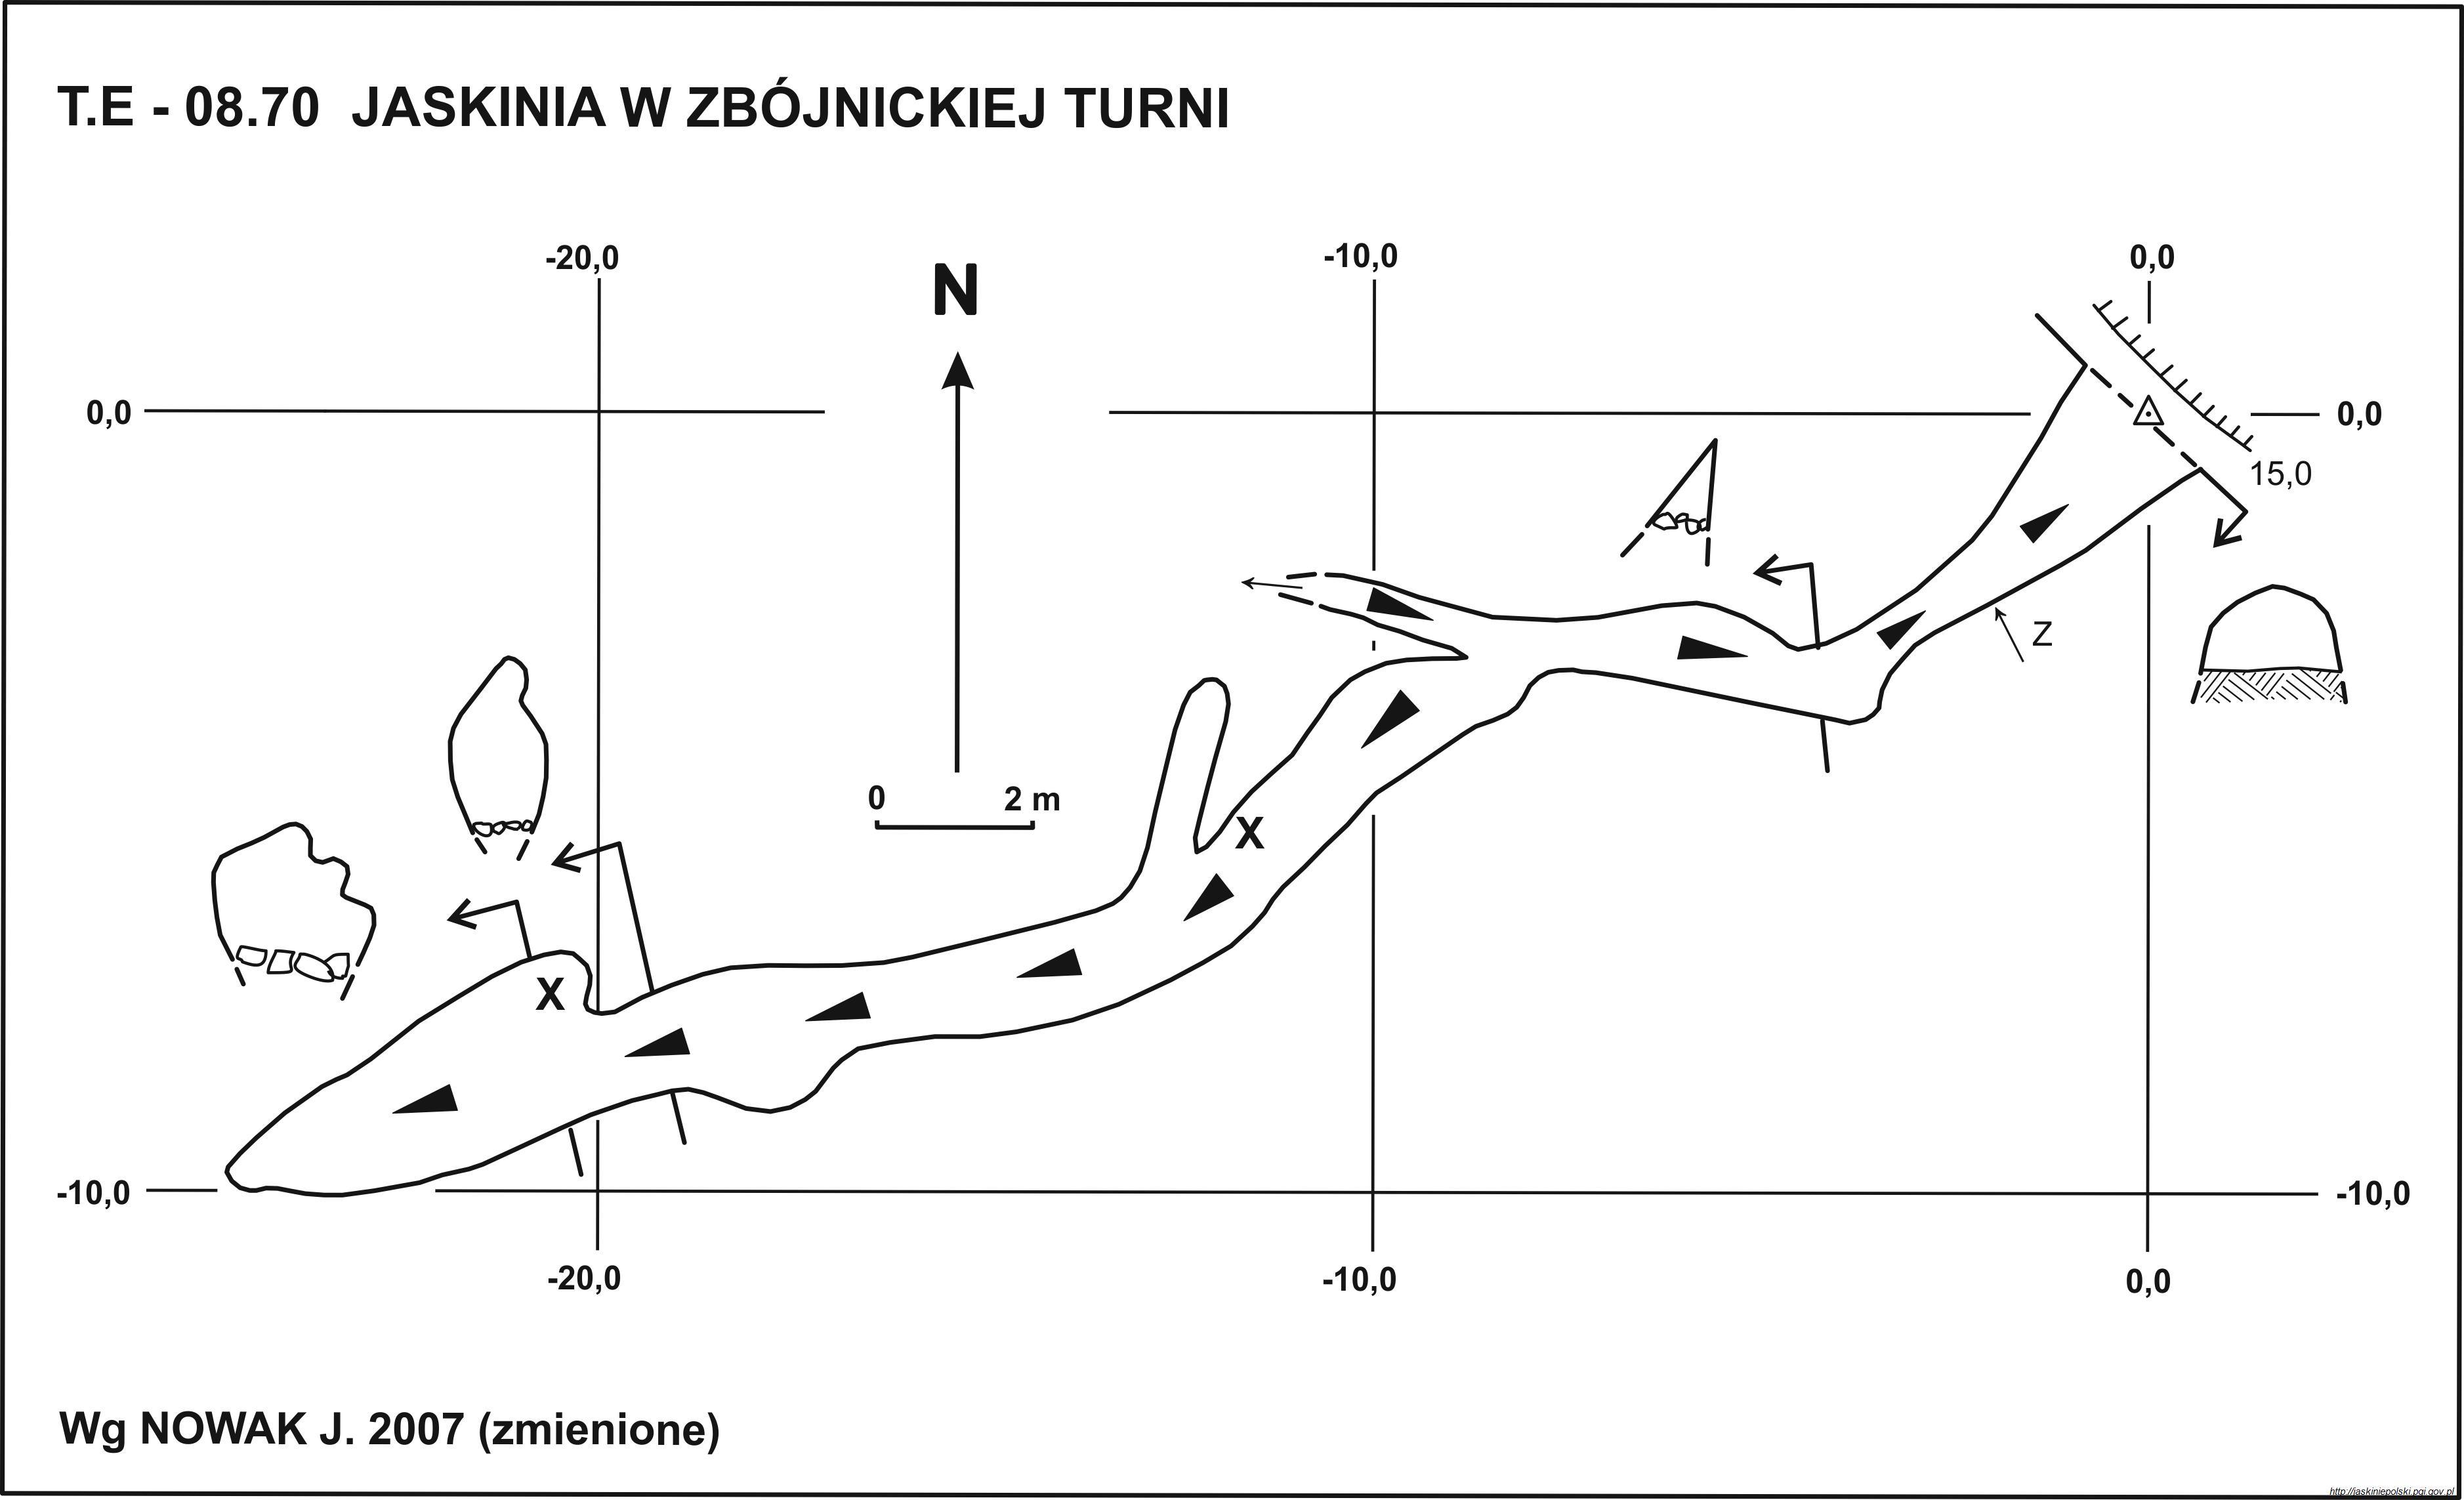 T.E - 08.70 JASKINIA W ZBÓJNICKIEJ TURNI
-20,0
-10,0
0,0
N
0,0
0,0
15,0
Z
0
2 m
X
X
-10,0
-10,0
-20,0
-10,0
0,0
Wg NOWAK J. 2007 (zmienione)
http://jaskiniepolski.pgi.gov.pl